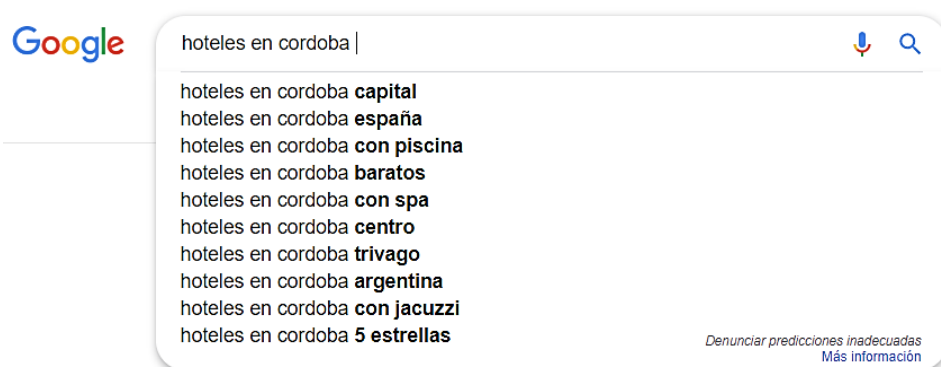 Google
hoteles en cordoba
hoteles en cordoba capital
hoteles en cordoba españa
hoteles en cordoba con piscina
hoteles en cordoba baratos
hoteles en cordoba con spa
hoteles en cordoba centro
hoteles en cordoba trivago
hoteles en cordoba argentina
hoteles en cordoba con jacuzzi
hoteles en cordoba 5 estrellas
Denunciar predicciones inadecuadas
Más información